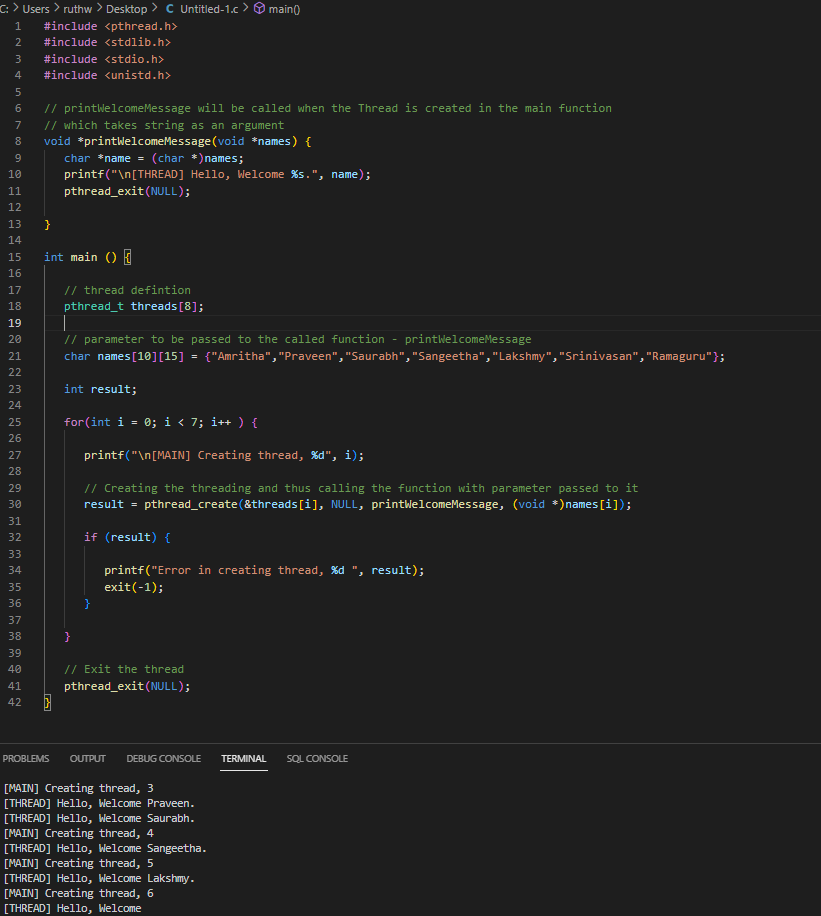 C: > Users > ruthw > Desktop > C Untitled-1.c > main()
1 #include <pthread.h>
2 #include <stdlib.h>
3 #include <stdio.h>
4 #include <unistd.h>
5
6 // printWelcomeMessage will be called when the Thread is created in the main function
7 // which takes string as an argument
8 void *printWelcomeMessage(void *names) {
9 char *name = (char *)names;
10 printf("\n[THREAD] Hello, Welcome %s.", name);
11 pthread_exit(NULL);
12
13 }
14
15 int main () {
16
17 // thread defintion
18 pthread_t threads[8];
19
20 // parameter to be passed to the called function - printWelcomeMessage
21 char names[10][15] = {"Amritha","Praveen","Saurabh","Sangeetha","Lakshmy","Srinivasan","Ramaguru"};
22
23 int result;
24
25 for(int i = 0; i < 7; i++ ) {
26
27 printf("\n[MAIN] Creating thread, %d", i);
28
29 // Creating the threading and thus calling the function with parameter passed to it
30 result = pthread_create(&threads[i], NULL, printWelcomeMessage, (void *)names[i]);
31
32 if (result) {
33
34 printf("Error in creating thread, %d ", result);
35 exit(-1);
36 }
37
38 }
39
40 // Exit the thread
41 pthread_exit(NULL);
42 }
PROBLEMS OUTPUT DEBUG CONSOLE TERMINAL SQL CONSOLE
[MAIN] Creating thread, 3
[THREAD] Hello, Welcome Praveen.
[THREAD] Hello, Welcome Saurabh.
[MAIN] Creating thread, 4
[THREAD] Hello, Welcome Sangeetha.
[MAIN] Creating thread, 5
[THREAD] Hello, Welcome Lakshmy.
[MAIN] Creating thread, 6
[THREAD] Hello, Welcome